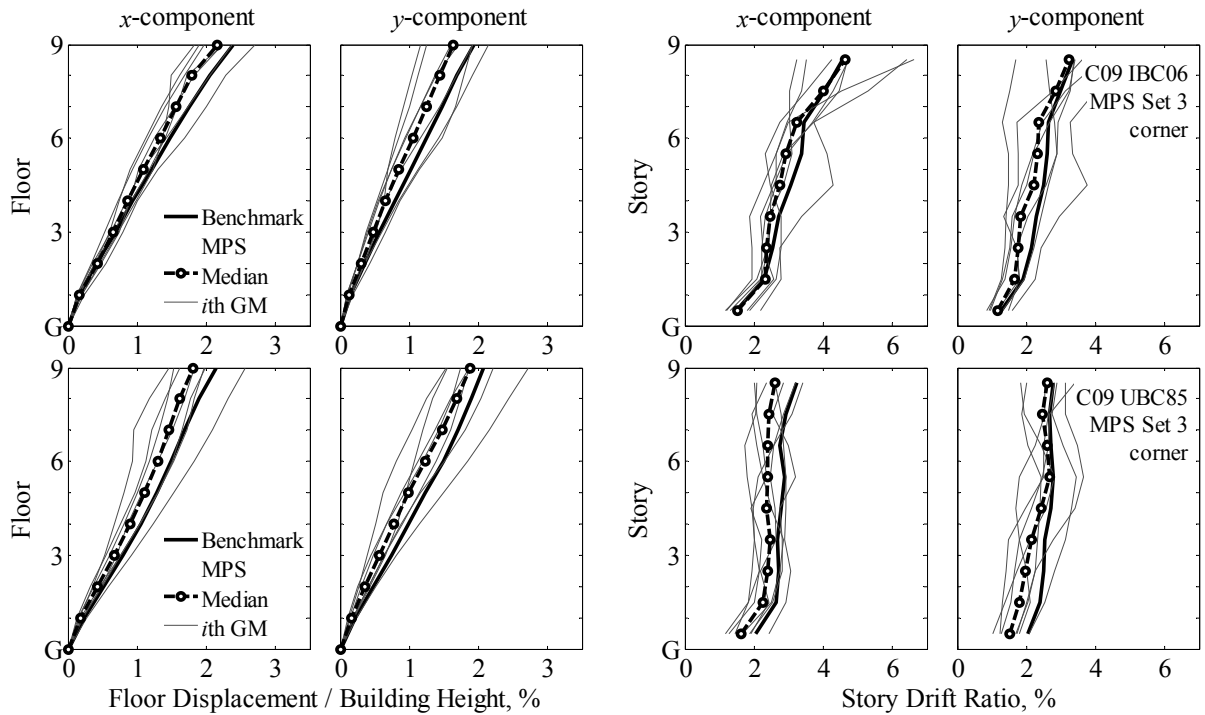 x-component
y-component
x-component
y-component
9
6
3
G
Floor
Benchmark
MPS
Median
ith GM
0 1 2 3
0 1 2 3
9
6
3
G
Story
C09 IBC06
MPS Set 3
corner
0 2 4 6
0 2 4 6
9
6
3
G
Floor
Benchmark
MPS
Median
ith GM
0 1 2 3
0 1 2 3
Floor Displacement / Building Height, %
9
6
3
G
Story
C09 UBC85
MPS Set 3
corner
0 2 4 6
0 2 4 6
Story Drift Ratio, %